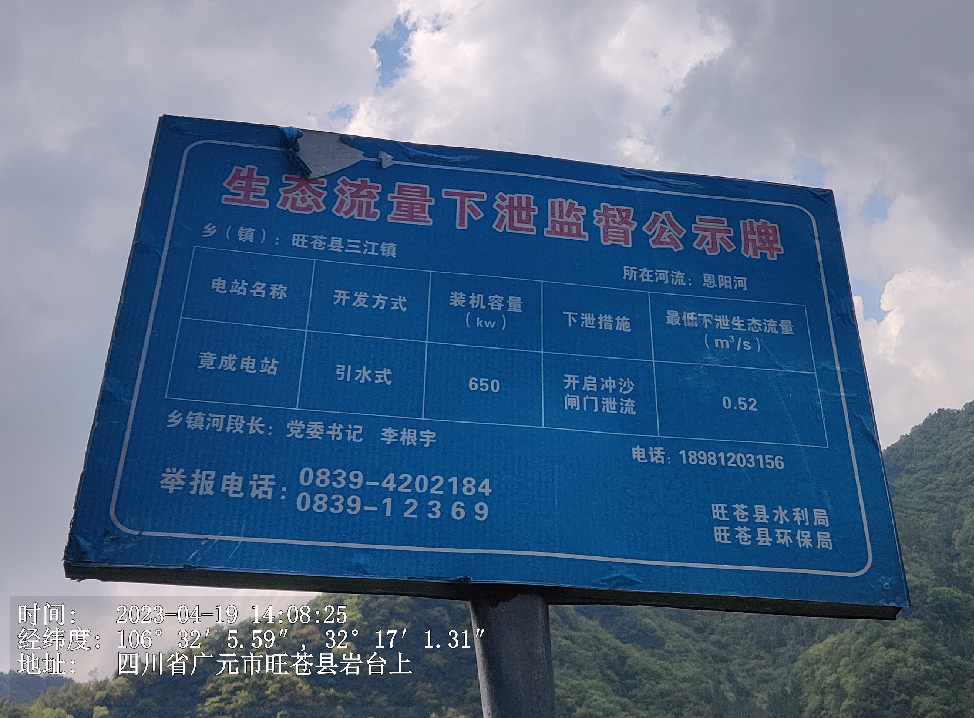 生态流量下泄监督公示牌
乡（镇）：旺苍县三江镇
所在河流：恩阳河
电站名称 开发方式 装机容量（kw） 下泄措施 最低下泄生态流量（m³/s）
竟成电站 引水式 650 开启冲沙闸门泄流 0.52
乡镇河段长：党委书记 李根宇
电话：18981203156
举报电话：0839-4202184
0839-12369
旺苍县水利局
旺苍县环保局
时间： 2023-04-19 14:08:25
经纬度：106° 32′ 5.59″, 32° 17′ 1.31″
地址： 四川省广元市旺苍县岩台上